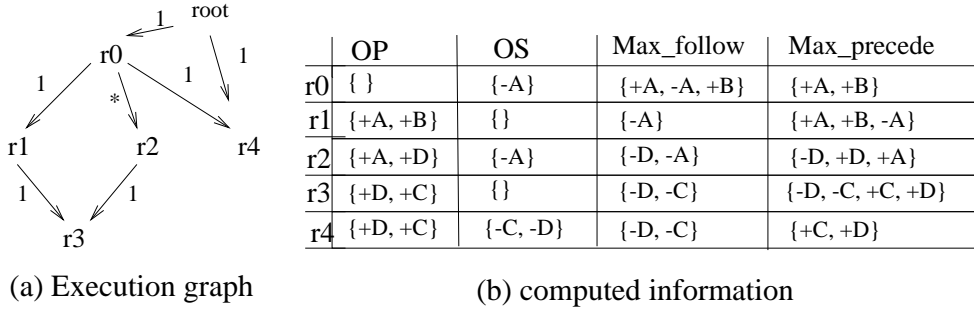 root
1
r0
1
1
1
*
r1
r2
r4
1
1
r3
(a) Execution graph
OP OS Max_follow Max_precede
r0 { } {-A} {+A, -A, +B} {+A, +B}
r1 {+A, +B} {} {-A} {+A, +B, -A}
r2 {+A, +D} {-A} {-D, -A} {-D, +D, +A}
r3 {+D, +C} {} {-D, -C} {-D, -C, +C, +D}
r4 {+D, +C} {-C, -D} {-D, -C} {+C, +D}
(b) computed information